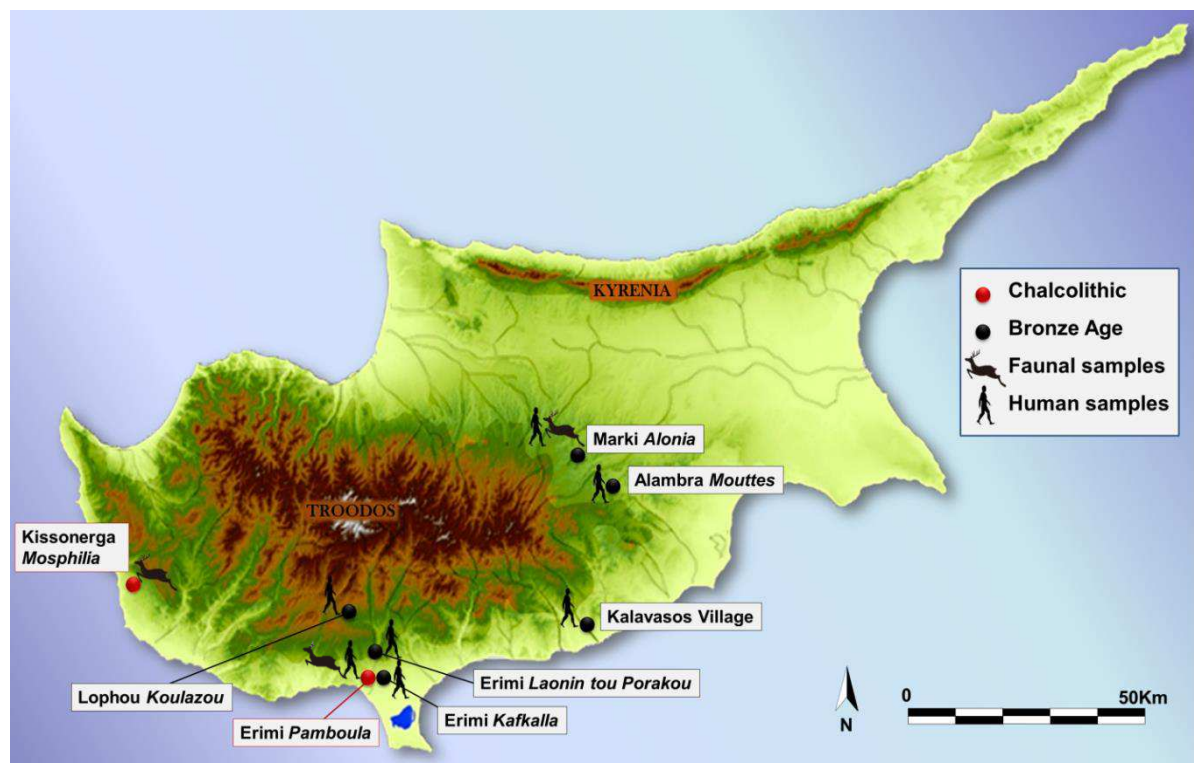 KYRENIA
Chalcolithic
Bronze Age
Faunal samples
Human samples
Marki Alonia
Alambra Mouttes
TROODOS
Kissonerga
Mosphilia
Kalavasos Village
Lophou Koulazou
Erimi Laonin tou Porakou
Erimi Pamboula
Erimi Kafkalla
N
0
50Km